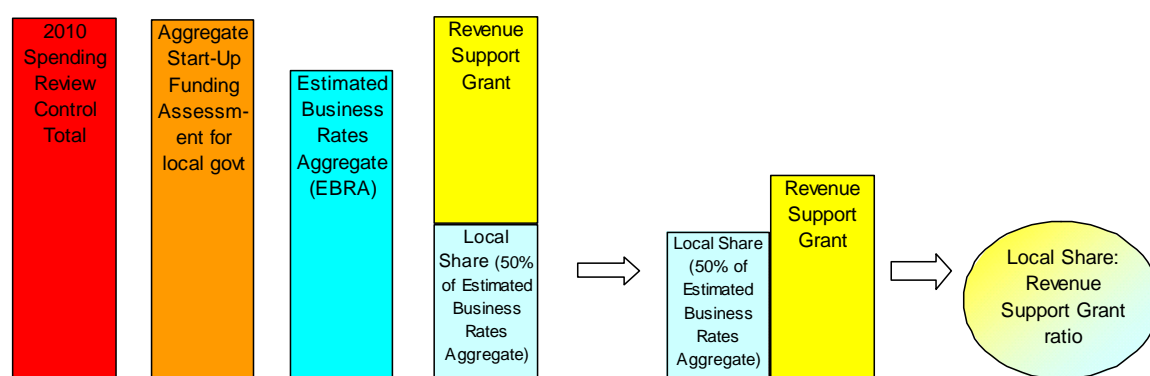 2010
Spending
Review
Control
Total
Aggregate
Start-Up
Funding
Assessm-
ent for
local govt
Estimated
Business
Rates
Aggregate
(EBRA)
Revenue
Support
Grant
Local
Share (50%
of Estimated
Business
Rates
Aggregate)
Local Share
(50% of
Estimated
Business
Rates
Aggregate)
Revenue
Support
Grant
Local Share:
Revenue
Support Grant
ratio